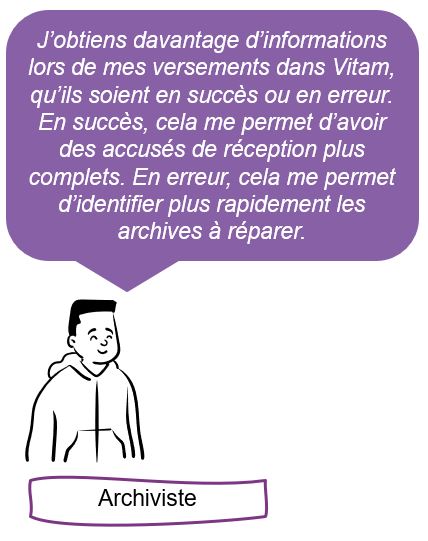 J’obtiens davantage d’informations
lors de mes versements dans Vitam,
qu’ils soient en succès ou en erreur.
En succès, cela me permet d’avoir
des accusés de réception plus
complets. En erreur, cela me permet
d’identifier plus rapidement les
archives à réparer.
Archiviste